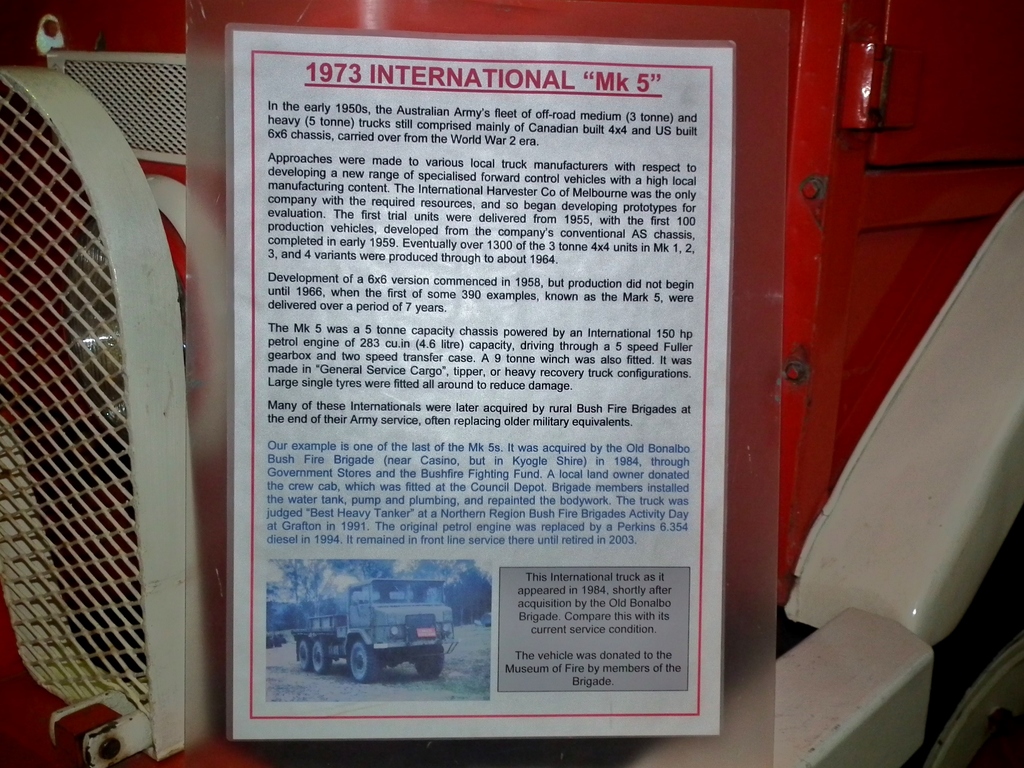 1973 INTERNATIONAL “Mk 5”
In the early 1950s, the Australian Army's fleet of off-road medium (3 tonne) and
heavy (5 tonne) trucks still comprised mainly of Canadian built 4x4 and US built
6x6 chassis, carried over from the World War 2 era.
Approaches were made to various local truck manufacturers with respect to
developing a new range of specialised forward control vehicles with a high local
manufacturing content. The International Harvester Co of Melbourne was the only
company with the required resources, and so began developing prototypes for
evaluation. The first trial units were delivered from 1955, with the first 100
production vehicles, developed from the company's conventional AS chassis,
completed in early 1959. Eventually over 1300 of the 3 tonne 4x4 units in Mk 1, 2,
3, and 4 variants were produced through to about 1964.
Development of a 6x6 version commenced in 1958, but production did not begin
until 1966, when the first of some 390 examples, known as the Mark 5, were
delivered over a period of 7 years.
The Mk 5 was a 5 tonne capacity chassis powered by an International 150 hp
petrol engine of 283 cu.in (4.6 litre) capacity, driving through a 5 speed Fuller
gearbox and two speed transfer case. A 9 tonne winch was also fitted. It was
made in "General Service Cargo", tipper, or heavy recovery truck configurations.
Large single tyres were fitted all around to reduce damage.
Many of these Internationals were later acquired by rural Bush Fire Brigades at
the end of their Army service, often replacing older military equivalents.
Our example is one of the last of the Mk 5s. It was acquired by the Old Bonalbo
Bush Fire Brigade (near Casino, but in Kyogle Shire) in 1984, through
Government Stores and the Bushfire Fighting Fund. A local land owner donated
the crew cab, which was fitted at the Council Depot. Brigade members installed
the water tank, pump and plumbing, and repainted the bodywork. The truck was
judged "Best Heavy Tanker" at a Northern Region Bush Fire Brigades Activity Day
at Grafton in 1991. The original petrol engine was replaced by a Perkins 6.354
diesel in 1994. It remained in front line service there until retired in 2003.
This International truck as it
appeared in 1984, shortly after
acquisition by the Old Bonalbo
Brigade. Compare this with its
current service condition.
The vehicle was donated to the
Museum of Fire by members of the
Brigade.